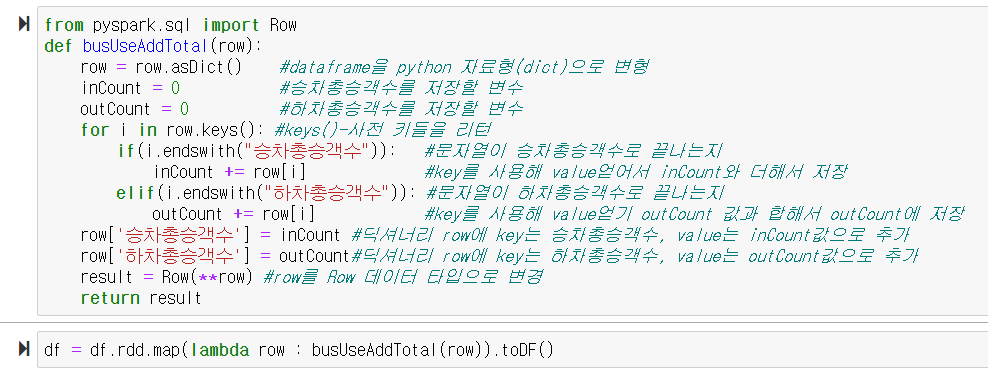 from pyspark.sql import Row
def busUseAddTotal(row):
    row = row.asDict()    #dataframe을 python 자료형(dict)으로 변형
    inCount = 0           #승차총승객수를 저장할 변수
    outCount = 0          #하차총승객수를 저장할 변수
    for i in row.keys(): #keys()-사전 키들을 리턴
        if(i.endswith("승차총승객수")):   #문자열이 승차총승객수로 끝나는지
            inCount += row[i]             #key를 사용해 value얻어서 inCount와 더해서 저장
        elif(i.endswith("하차총승객수")): #문자열이 하차총승객수로 끝나는지
            outCount += row[i]            #key를 사용해 value얻기 outCount 값과 합해서 outCount에 저장
    row['승차총승객수'] = inCount #딕셔너리 row에 key는 승차총승객수, value는 inCount값으로 추가
    row['하차총승객수'] = outCount#딕셔너리 row에 key는 하차총승객수, value는 outCount값으로 추가
    result = Row(**row) #row를 Row 데이터 타입으로 변경
    return result
df = df.rdd.map(lambda row : busUseAddTotal(row)).toDF()